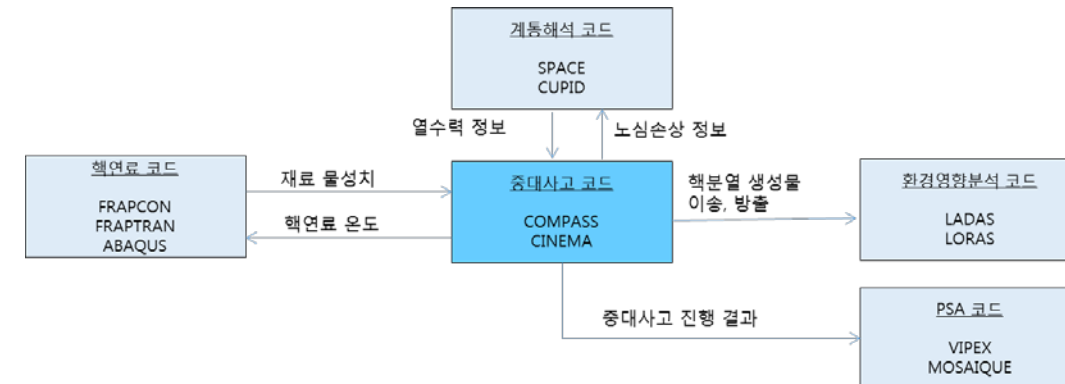 계통해석 코드
SPACE
CUPID
열수력 정보
노심손상 정보
핵연료 코드
FRAPCON
FRAPTRAN
ABAQUS
재료 물성치
핵연료 온도
중대사고 코드
COMPASS
CINEMA
핵분열 생성물
이송, 방출
환경영향분석 코드
LADAS
LORAS
중대사고 진행 결과
PSA 코드
VIPEX
MOSAIQUE